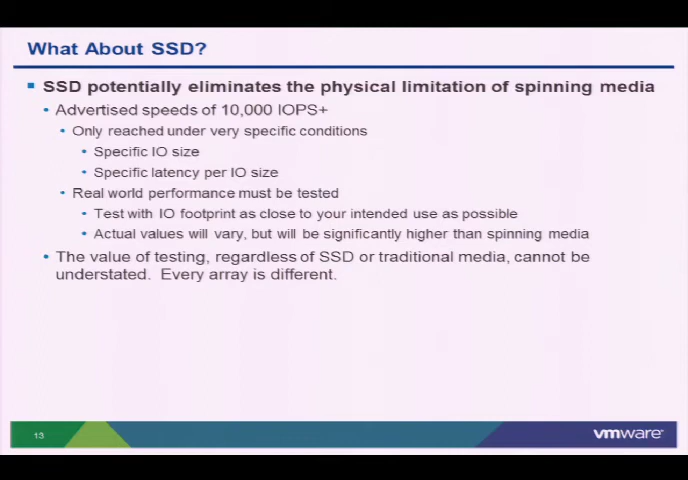 What About SSD?
SSD potentially eliminates the physical limitation of spinning media
Advertised speeds of 10,000 IOPS+
Only reached under very specific conditions
Specific IO size
Specific latency per IO size
Real world performance must be tested
Test with IO footprint as close to your intended use as possible
Actual values will vary, but will be significantly higher than spinning media
The value of testing, regardless of SSD or traditional media, cannot be
understated. Every array is different.
13
vmware